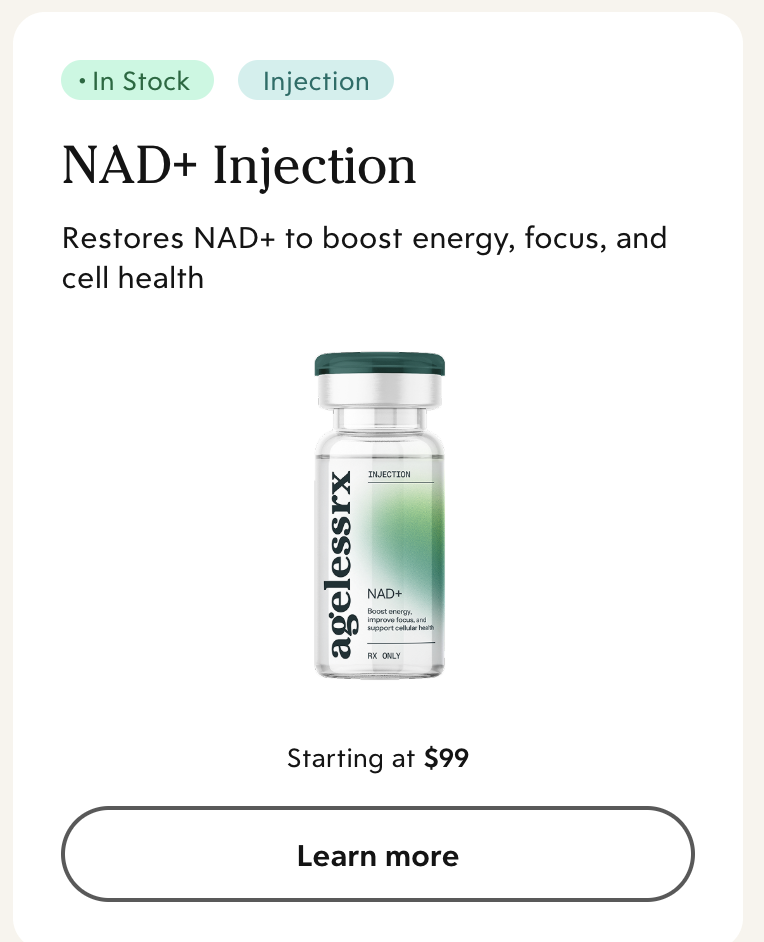 • In Stock
Injection
NAD+ Injection
Restores NAD+ to boost energy, focus, and
cell health
agelessrx
INJECTION
NAD+
Boost energy,
improve focus, and
support cellular health
RX ONLY
Starting at $99
Learn more